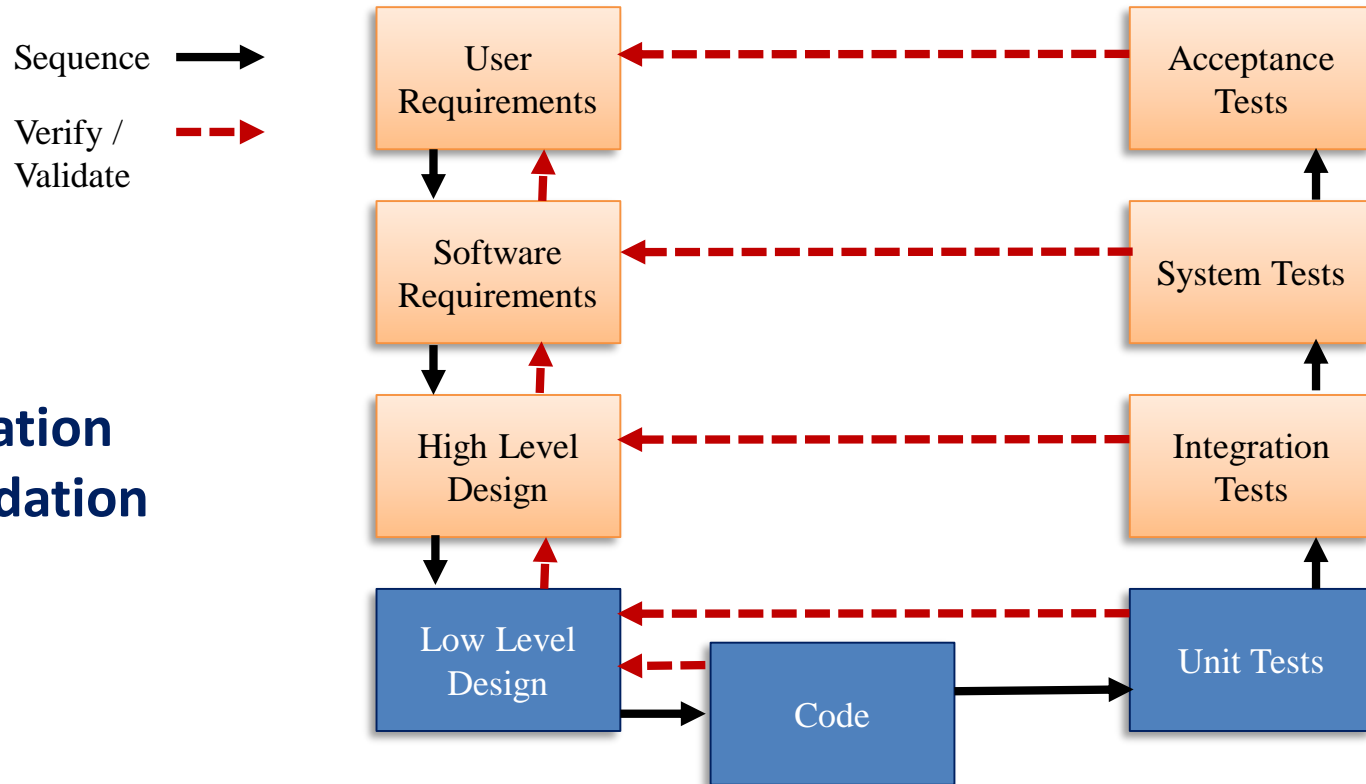 Sequence
Verify /
Validate
User
Requirements
Acceptance
Tests
Software
Requirements
System Tests
ation
dation
High Level
Design
Integration
Tests
Low Level
Design
Code
Unit Tests